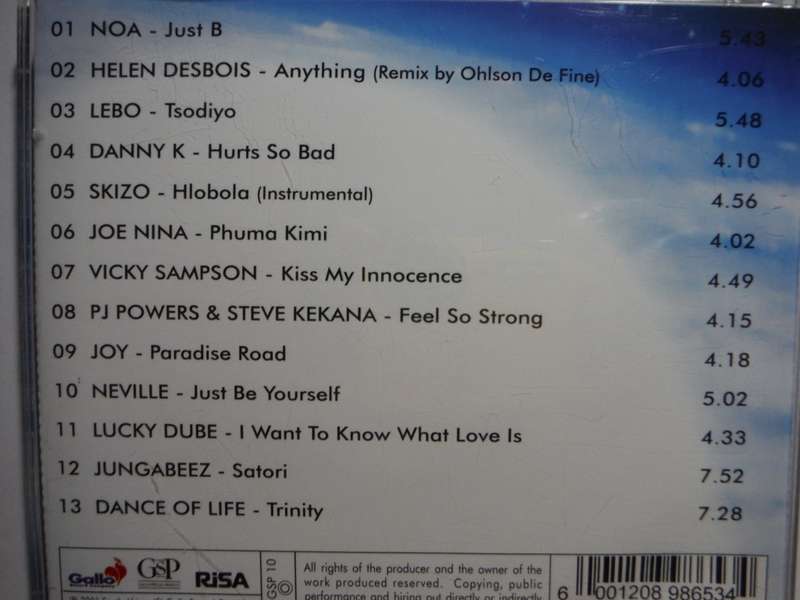 01 NOA - Just B 5.43
02 HELEN DESBOIS - Anything (Remix by Ohlson De Fine) 4.06
03 LEBO - Tsodiyo 5.48
04 DANNY K - Hurts So Bad 4.10
05 SKIZO - Hlobola (Instrumental) 4.56
06 JOE NINA - Phuma Kimi 4.02
07 VICKY SAMPSON - Kiss My Innocence 4.49
08 PJ POWERS & STEVE KEKANA - Feel So Strong 4.15
09 JOY - Paradise Road 4.18
10 NEVILLE - Just Be Yourself 5.02
11 LUCKY DUBE - I Want To Know What Love Is 4.33
12 JUNGABEEZ - Satori 7.52
13 DANCE OF LIFE - Trinity 7.28
Gallo GSP RiSA
GSP 10
All rights of the producer and the owner of the
work produced reserved. Copying, public
performance and hiring out directly or indirectly
6 001208 986534